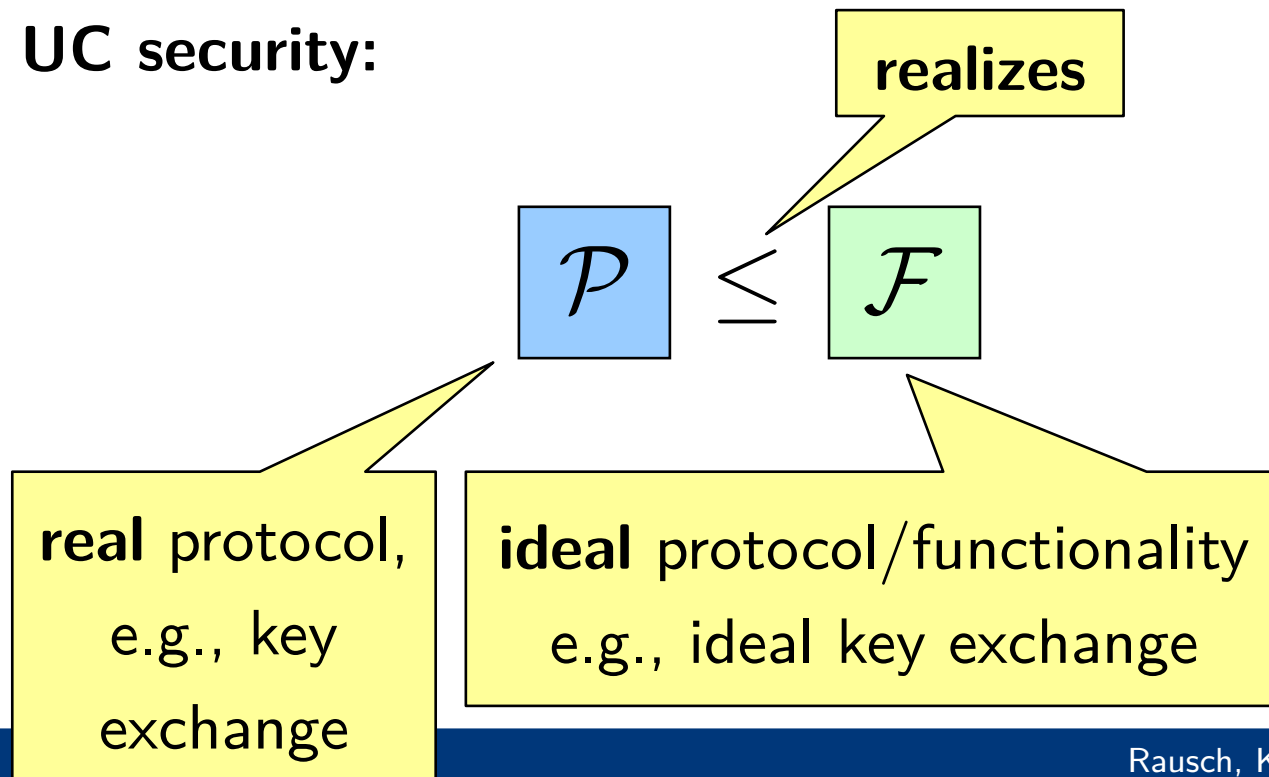 UC security:
realizes
𝒫 ≤ ℱ
real protocol,
e.g., key
exchange
ideal protocol/functionality
e.g., ideal key exchange
Rausch,